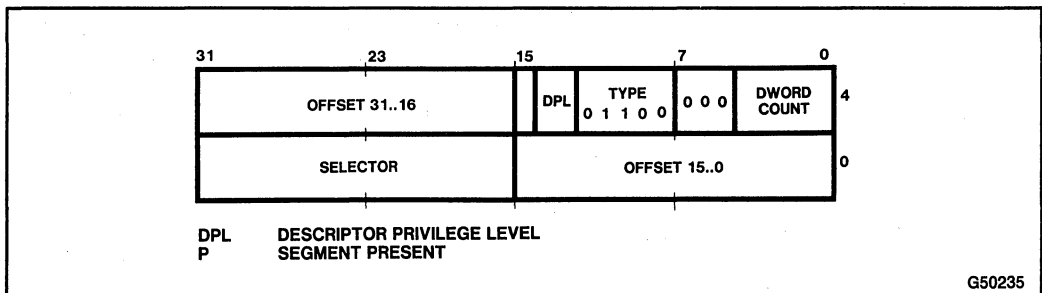 31 23 15 7 0
OFFSET 31..16 DPL TYPE 0 1 1 0 0 0 0 0 DWORD COUNT 4
SELECTOR OFFSET 15..0 0
DPL DESCRIPTOR PRIVILEGE LEVEL
P SEGMENT PRESENT
G50235